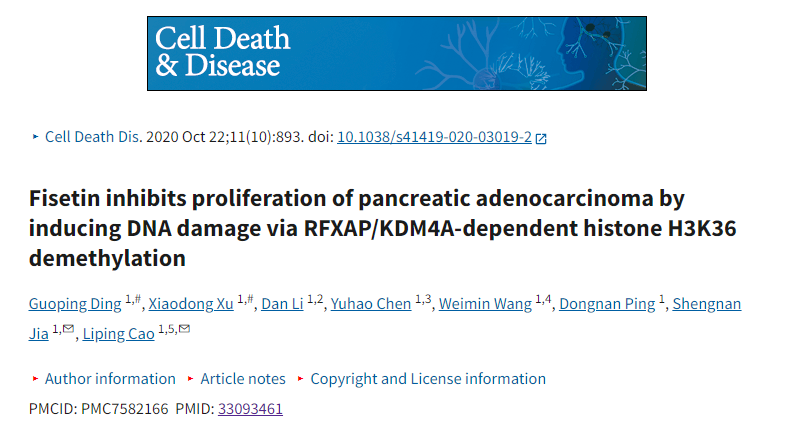 Cell Death
& Disease
Cell Death Dis. 2020 Oct 22;11(10):893. doi: 10.1038/s41419-020-03019-2
Fisetin inhibits proliferation of pancreatic adenocarcinoma by
inducing DNA damage via RFXAP/KDM4A-dependent histone H3K36
demethylation
Guoping Ding 1,#, Xiaodong Xu 1,#, Dan Li 1,2, Yuhao Chen 1,3, Weimin Wang 1,4, Dongnan Ping 1, Shengnan
Jia 1,✉, Liping Cao 1,5,✉
Author information Article notes Copyright and License information
PMCID: PMC7582166 PMID: 33093461